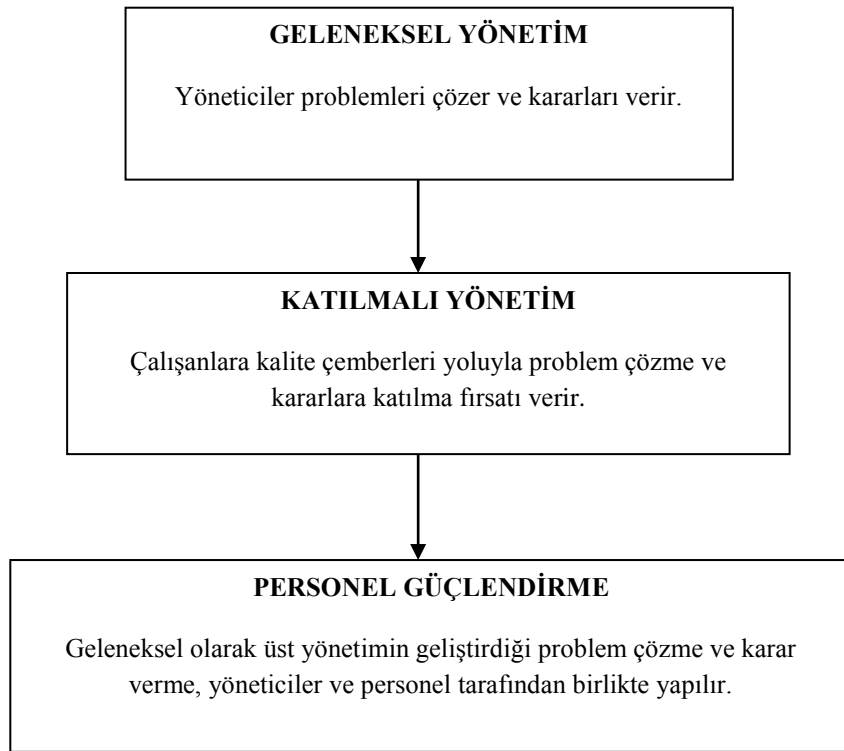 GELENEKSEL YÖNETİM
Yöneticiler problemleri çözer ve kararları verir.
KATILMALI YÖNETİM
Çalışanlara kalite çemberleri yoluyla problem çözme ve
kararlara katılma fırsatı verir.
PERSONEL GÜÇLENDİRME
Geleneksel olarak üst yönetimin geliştirdiği problem çözme ve karar
verme, yöneticiler ve personel tarafından birlikte yapılır.